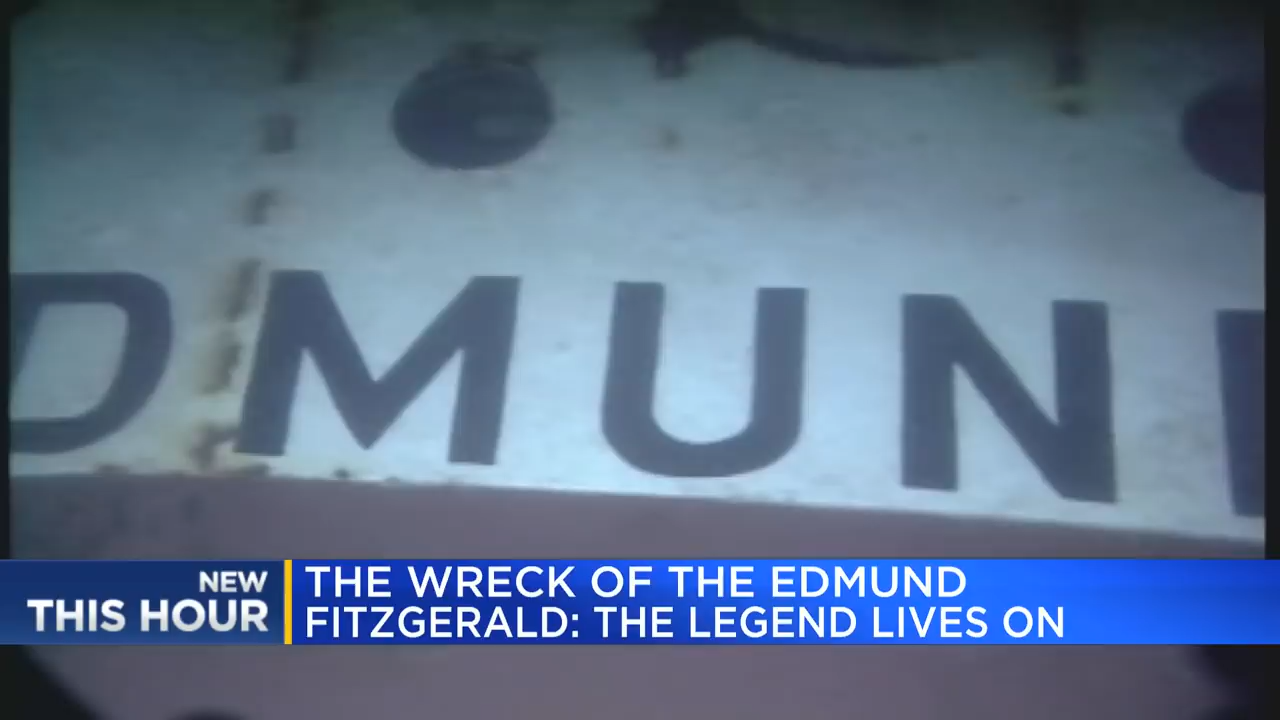 DMUN
NEW
THIS HOUR
THE WRECK OF THE EDMUND
FITZGERALD: THE LEGEND LIVES ON